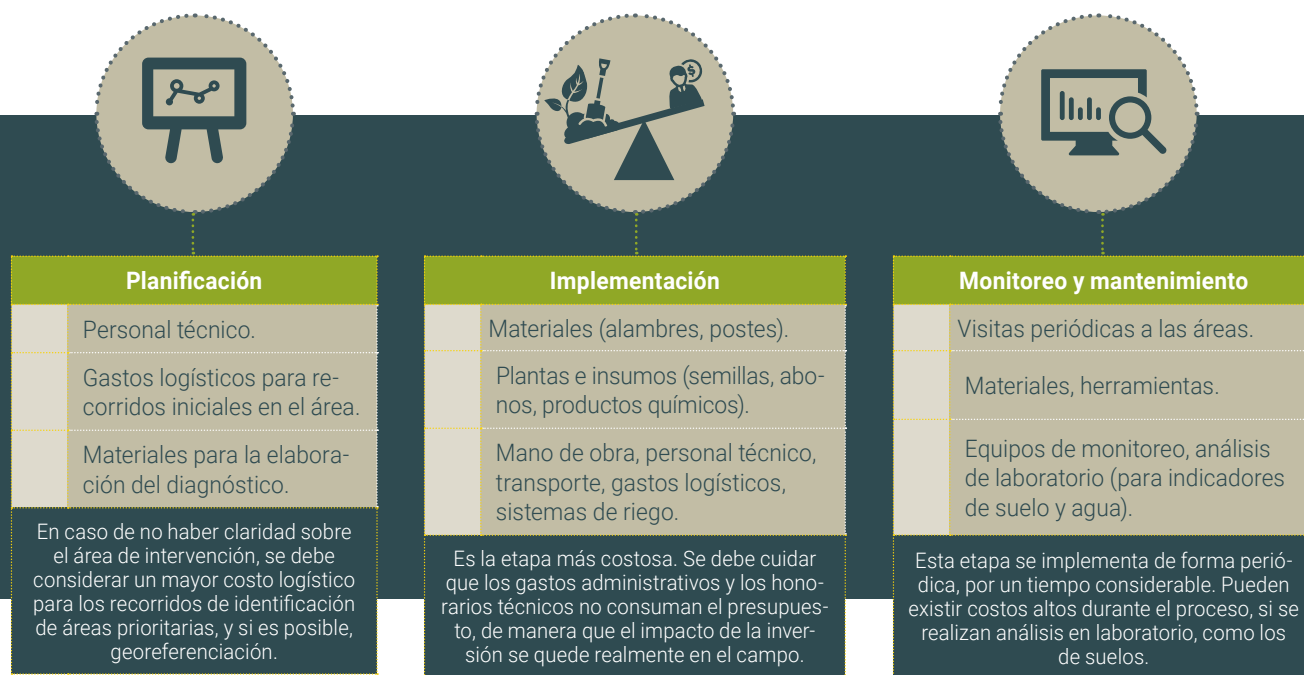 Planificación
Personal técnico.
Gastos logísticos para re-
corridos iniciales en el área.
Materiales para la elabora-
ción del diagnóstico.
En caso de no haber claridad sobre
el área de intervención, se debe
considerar un mayor costo logístico
para los recorridos de identificación
de áreas prioritarias, y si es posible,
georeferenciación.
Implementación
Materiales (alambres, postes).
Plantas e insumos (semillas, abo-
nos, productos químicos).
Mano de obra, personal técnico,
transporte, gastos logísticos,
sistemas de riego.
Es la etapa más costosa. Se debe cuidar
que los gastos administrativos y los hono-
rarios técnicos no consuman el presupues-
to, de manera que el impacto de la inver-
sión se quede realmente en el campo.
Monitoreo y mantenimiento
Visitas periódicas a las áreas.
Materiales, herramientas.
Equipos de monitoreo, análisis
de laboratorio (para indicadores
de suelo y agua).
Esta etapa se implementa de forma perió-
dica, por un tiempo considerable. Pueden
existir costos altos durante el proceso, si se
realizan análisis en laboratorio, como los
de suelos.